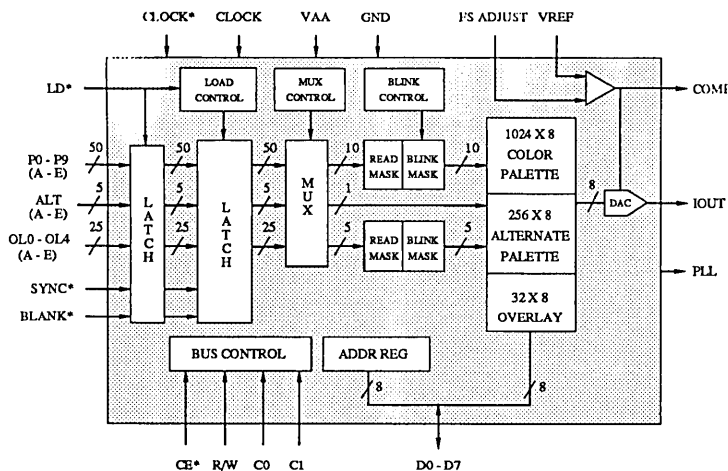 CLOCK* CLOCK VAA GND FS ADJUST VREF
LD*
LOAD
CONTROL
MUX
CONTROL
BLINK
CONTROL
COMP
P0 - P9
(A - E)
50
50
50
10
10
READ
MASK
BLINK
MASK
1024 X 8
COLOR
PALETTE
ALT
(A - E)
5
5
5
1
LATCH
LATCH
MUX
256 X 8
ALTERNATE
PALETTE
8
DAC
IOUT
OL0 - OL4
(A - E)
25
25
25
5
5
READ
MASK
BLINK
MASK
PLL
SYNC*
BLANK*
32 X 8
OVERLAY
BUS CONTROL
ADDR REG
8
8
CE* R/W C0 C1 D0 - D7